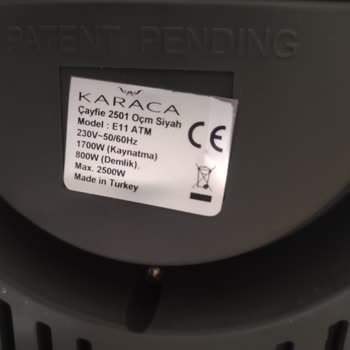 PATENT PENDING
KARACA
Çayfie 2501 Oçm Siyah
Model : E11 ATM
230V~50/60Hz
1700W (Kaynatma)
800W (Demlik).
Max. 2500W
Made in Turkey
CE